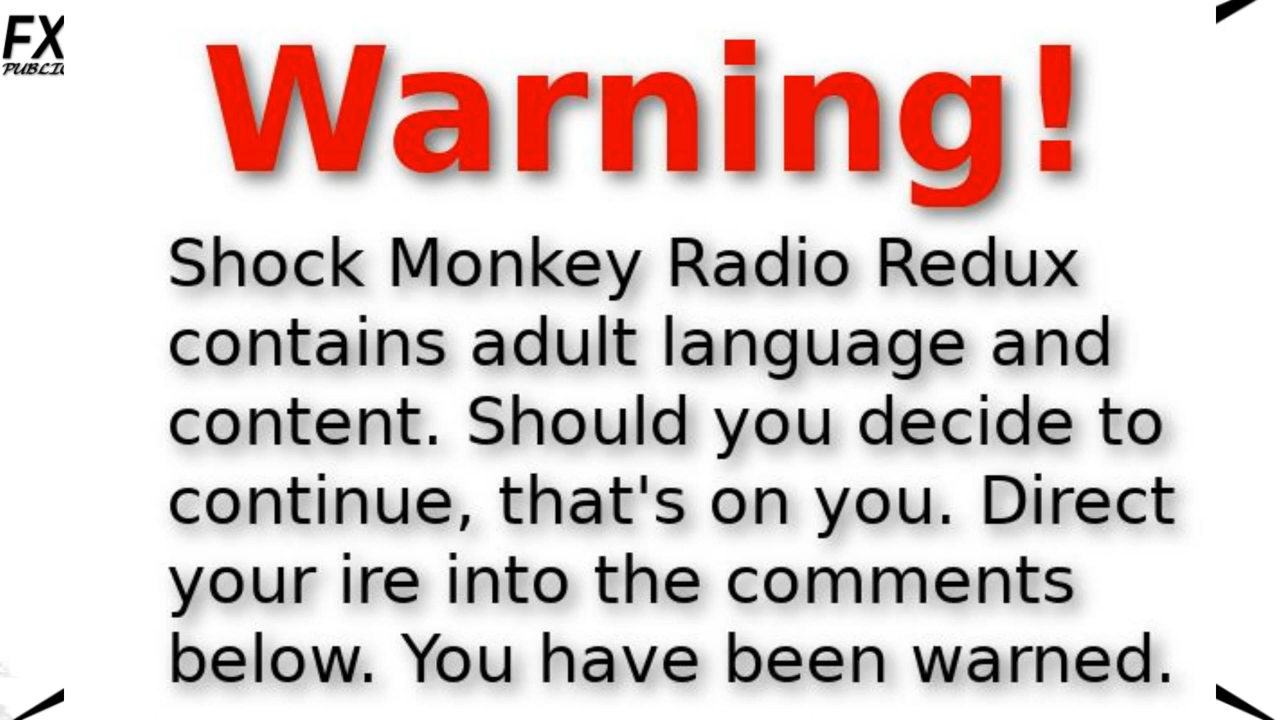 FX
PUBLIC
Warning!
Shock Monkey Radio Redux
contains adult language and
content. Should you decide to
continue, that's on you. Direct
your ire into the comments
below. You have been warned.